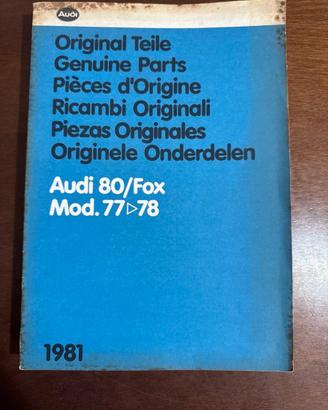 Audi
Original Teile
Genuine Parts
Pièces d'Origine
Ricambi Originali
Piezas Originales
Originele Onderdelen
Audi 80/Fox
Mod. 77▷78
1981